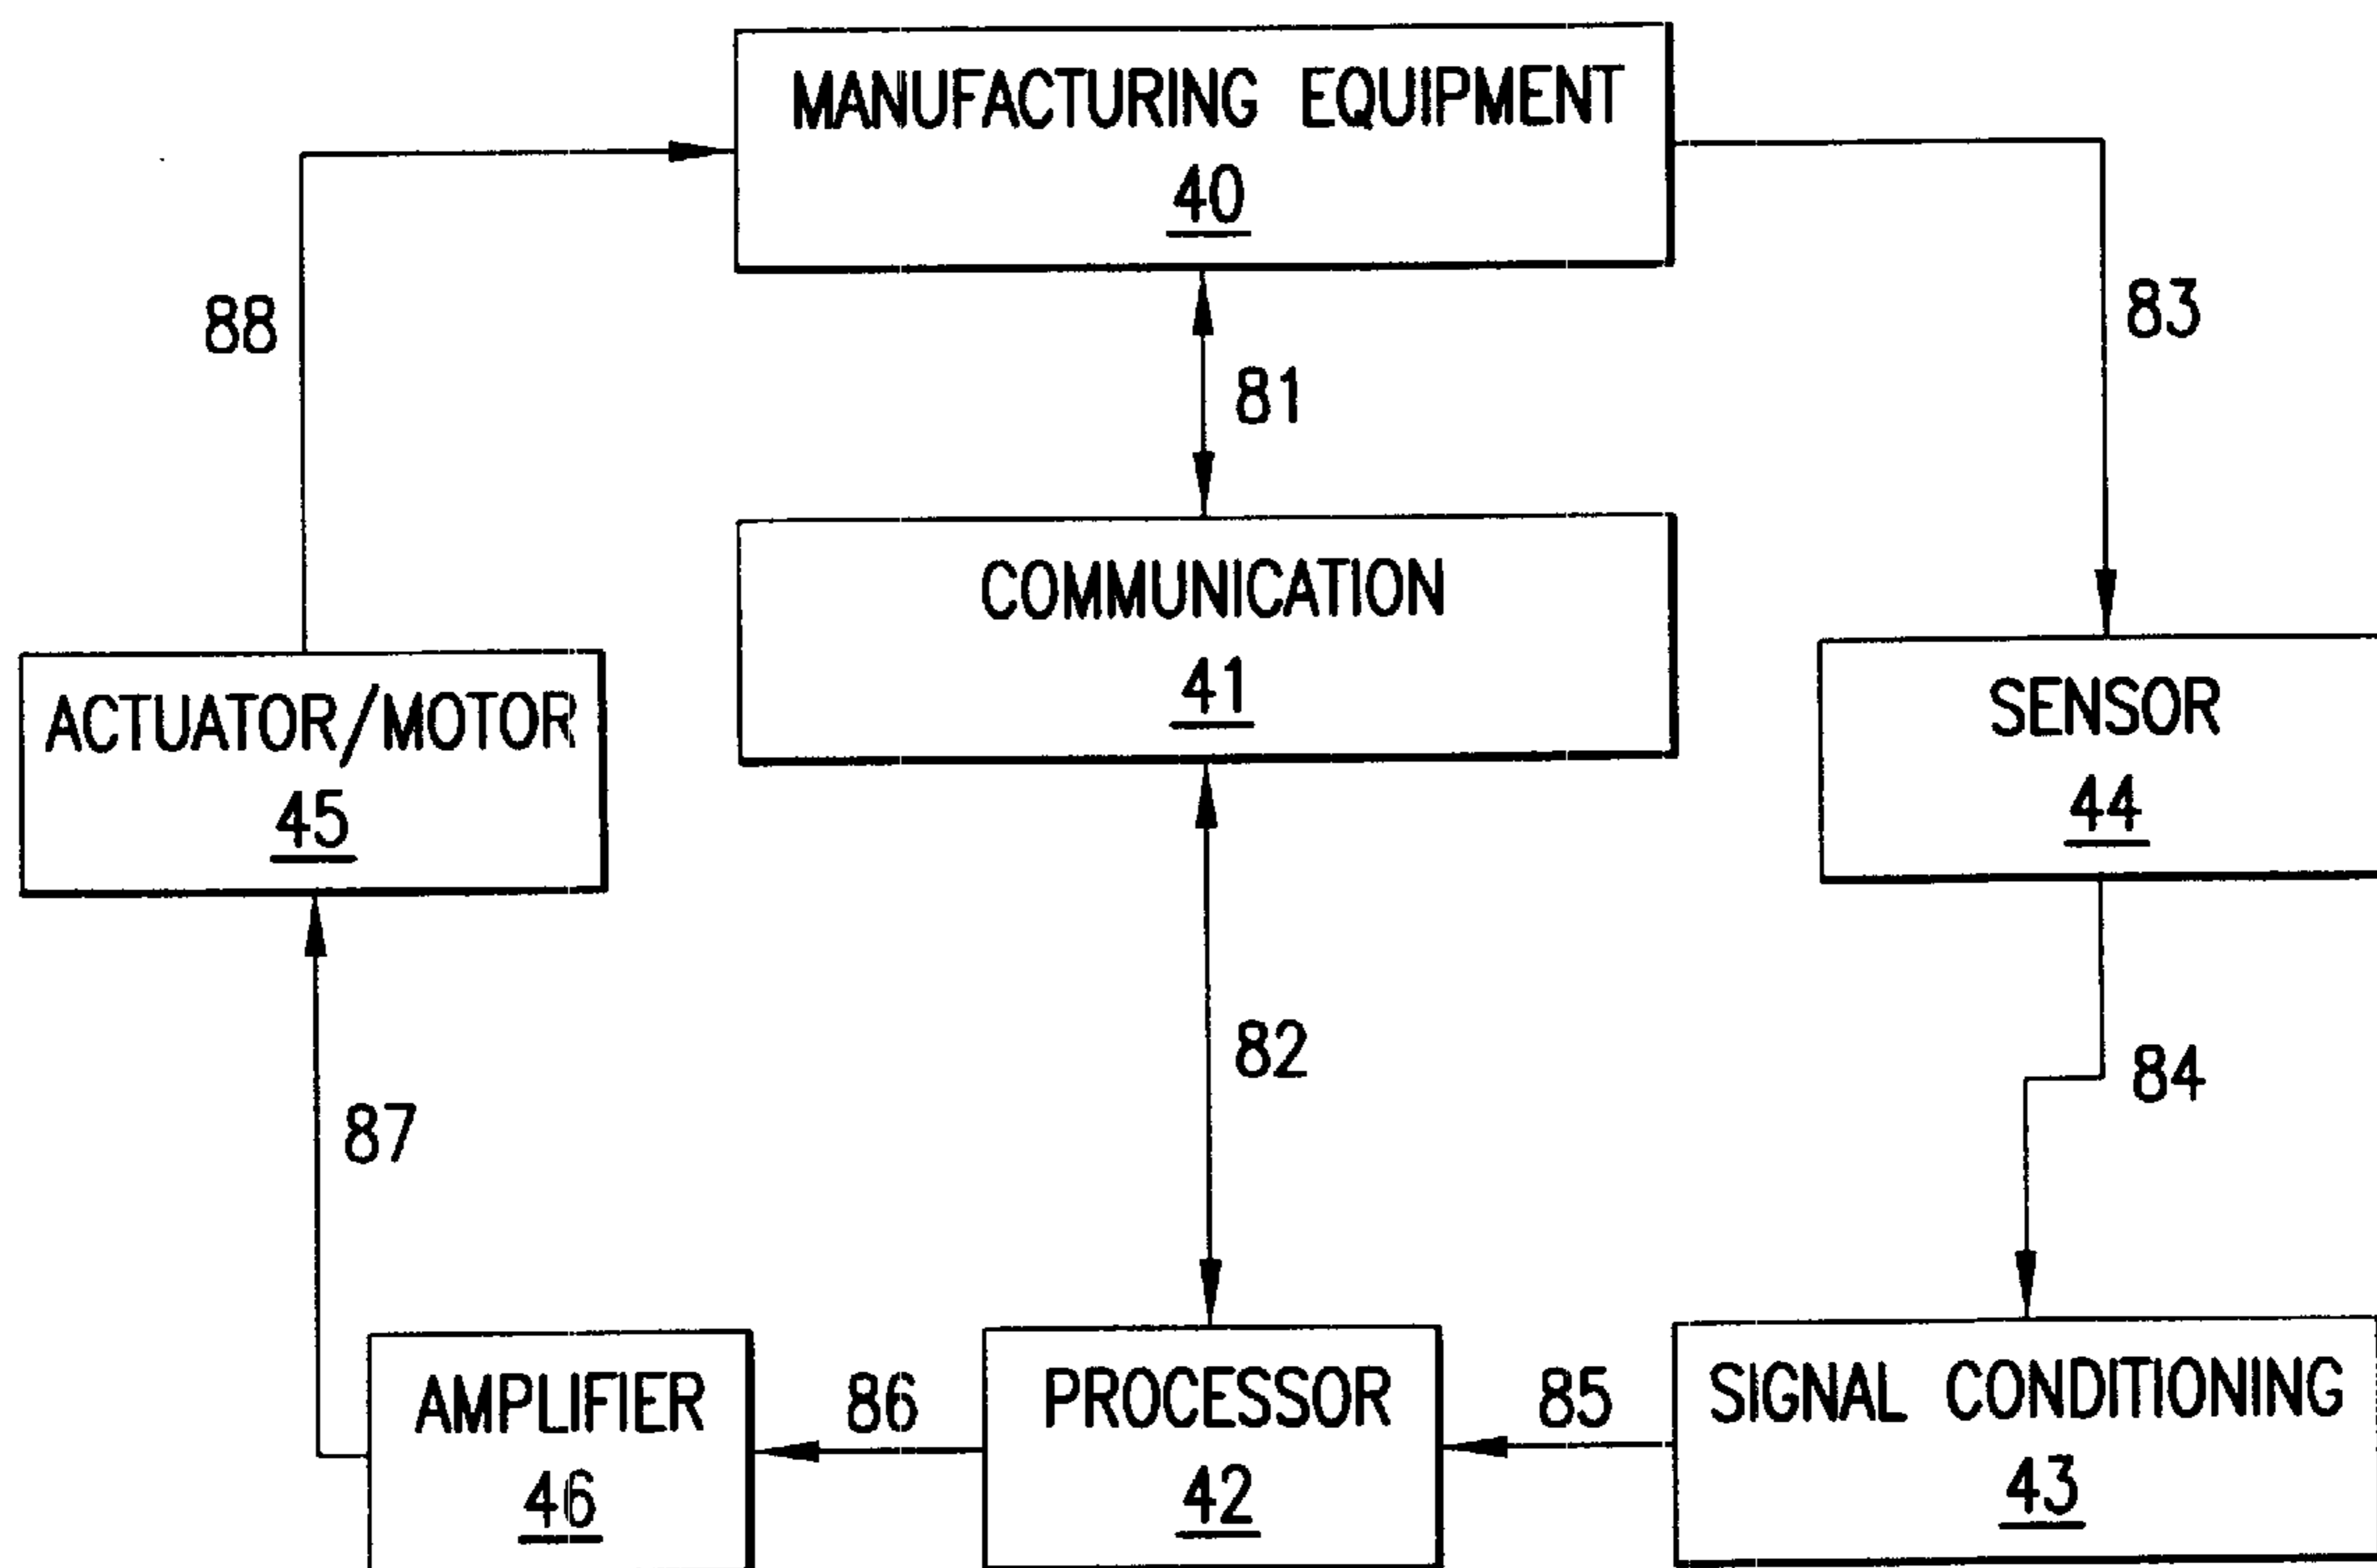 MANUFACTURING EQUIPMENT
40
88
83
81
COMMUNICATION
41
ACTUATOR/MOTOR
45
SENSOR
44
82
84
87
AMPLIFIER
46
86
PROCESSOR
42
85
SIGNAL CONDITIONING
43